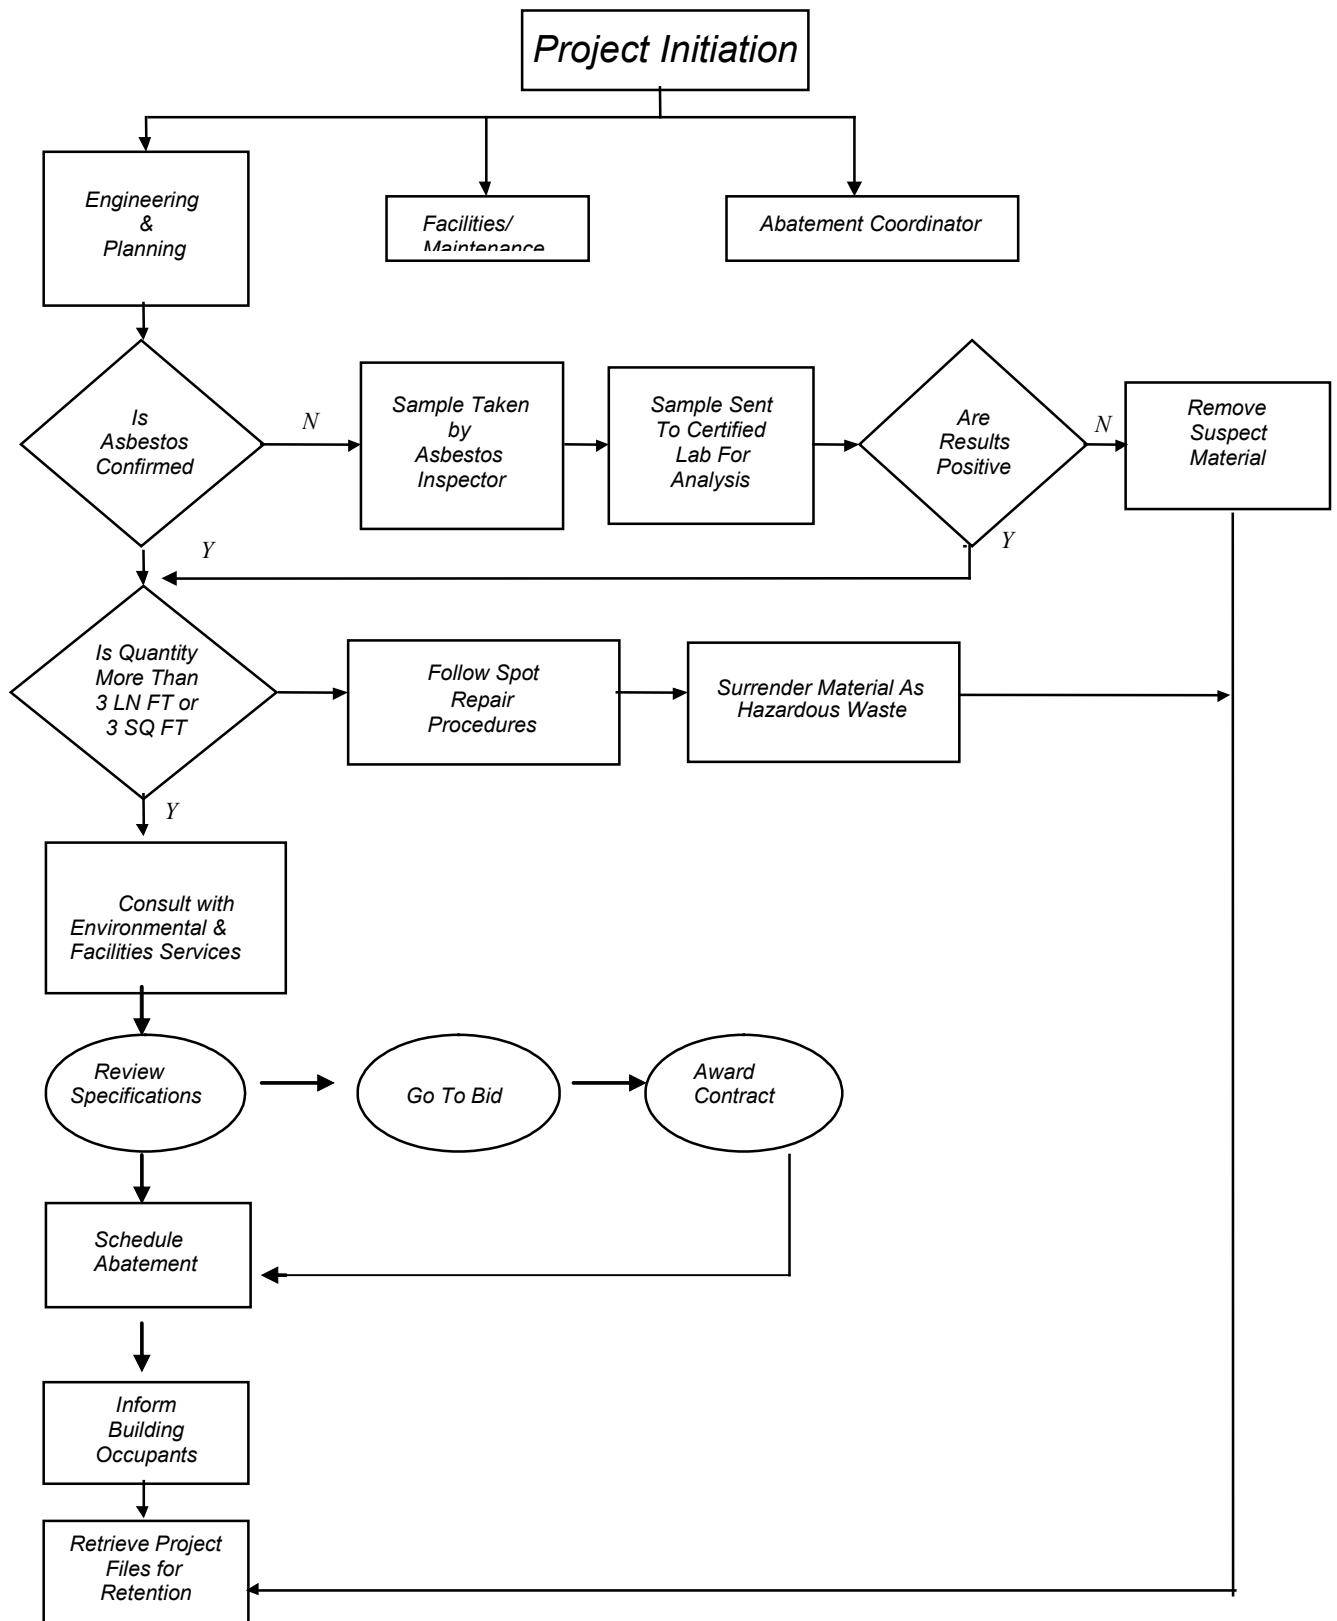 Project Initiation
Engineering
&
Planning
Facilities/
Maintenance
Abatement Coordinator
Is
Asbestos
Confirmed
N
Sample Taken
by
Asbestos
Inspector
Sample Sent
To Certified
Lab For
Analysis
Are
Results
Positive
N
Remove
Suspect
Material
Y
Y
Is Quantity
More Than
3 LN FT or
3 SQ FT
Follow Spot
Repair
Procedures
Surrender Material As
Hazardous Waste
Y
Consult with
Environmental &
Facilities Services
Review
Specifications
Go To Bid
Award
Contract
Schedule
Abatement
Inform
Building
Occupants
Retrieve Project
Files for
Retention